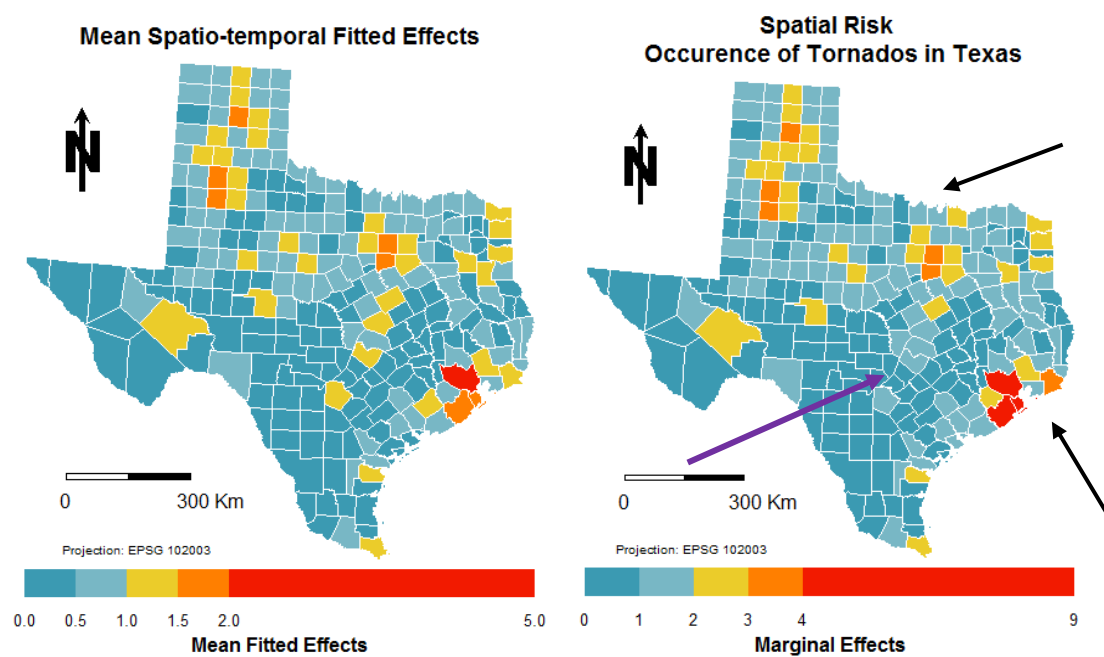 Mean Spatio-temporal Fitted Effects
N
0
300 Km
Projection: EPSG 102003
0.0 0.5 1.0 1.5 2.0 5.0
Mean Fitted Effects
Spatial Risk
Occurence of Tornados in Texas
N
0
300 Km
Projection: EPSG 102003
0 1 2 3 4 9
Marginal Effects